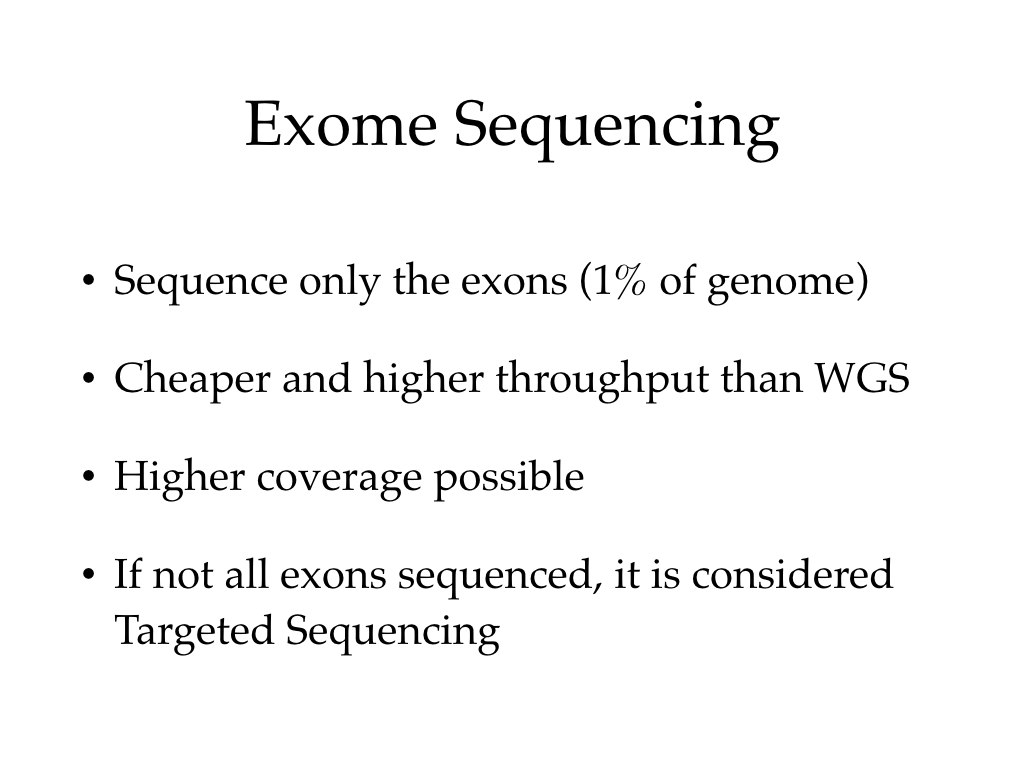 Exome Sequencing
• Sequence only the exons (1% of genome)
• Cheaper and higher throughput than WGS
• Higher coverage possible
• If not all exons sequenced, it is considered
Targeted Sequencing